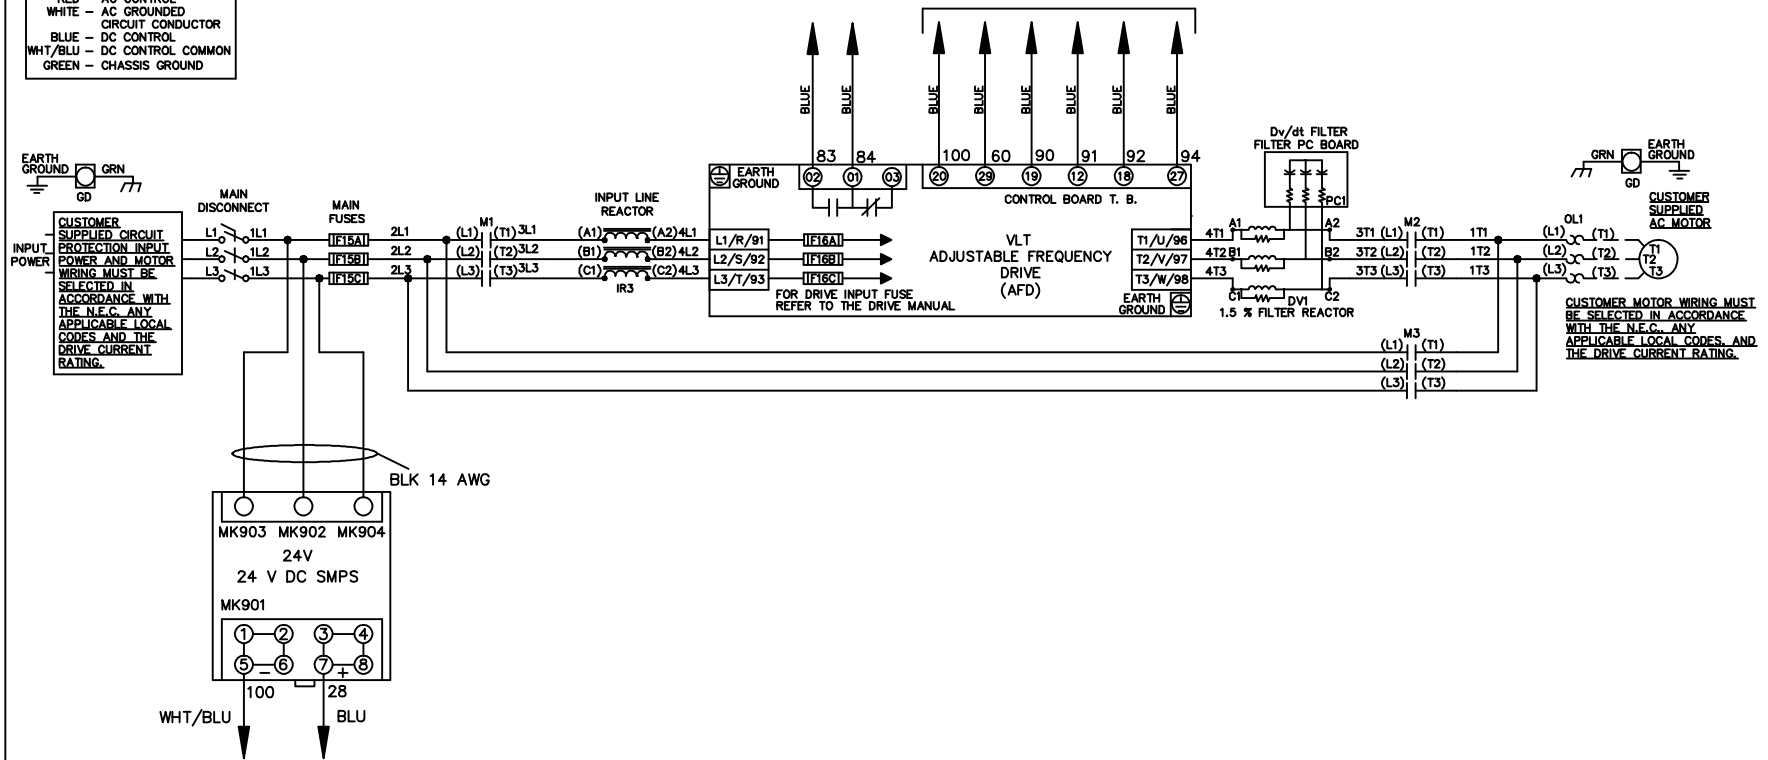 RED – AC CONTROL
WHITE – AC GROUNDED
CIRCUIT CONDUCTOR
BLUE – DC CONTROL
WHT/BLU – DC CONTROL COMMON
GREEN – CHASSIS GROUND
BLUE BLUE BLUE BLUE BLUE BLUE BLUE BLUE
83 84 100 60 90 91 92 94
EARTH
GROUND
02 01 03 20 29 19 12 18 27
CONTROL BOARD T. B.
Dv/dt FILTER
FILTER PC BOARD
PC1
EARTH
GROUND
GRN
GD
GRN
EARTH
GROUND
GD
CUSTOMER
SUPPLIED
AC MOTOR
INPUT
POWER
CUSTOMER
SUPPLIED CIRCUIT
PROTECTION INPUT
POWER AND MOTOR
WIRING MUST BE
SELECTED IN
ACCORDANCE WITH
THE N.E.C. ANY
APPLICABLE LOCAL
CODES AND THE
DRIVE CURRENT
RATING.
MAIN
DISCONNECT
MAIN
FUSES
M1
INPUT LINE
REACTOR
L1 1L1 F15A 2L1 (L1) (T1) 3L1 (A1) (A2) 4L1 L1/R/91 F16A
L2 1L2 F15B 2L2 (L2) (T2) 3L2 (B1) (B2) 4L2 L2/S/92 F16B
L3 1L3 F15C 2L3 (L3) (T3) 3L3 (C1) (C2) 4L3 L3/T/93 F16C
IR3
FOR DRIVE INPUT FUSE
REFER TO THE DRIVE MANUAL
VLT
ADJUSTABLE FREQUENCY
DRIVE
(AFD)
EARTH
GROUND
M2
OL1
T1/U/96 4T1 A1 A2 3T1 (L1) (T1) 1T1 (L1) (T1) T1
T2/V/97 4T2 B1 B2 3T2 (L2) (T2) 1T2 (L2) (T2) T2
T3/W/98 4T3 C1 C2 3T3 (L3) (T3) 1T3 (L3) (T3) T3
DV1
1.5 % FILTER REACTOR
CUSTOMER MOTOR WIRING MUST
BE SELECTED IN ACCORDANCE
WITH THE N.E.C., ANY
APPLICABLE LOCAL CODES, AND
THE DRIVE CURRENT RATING.
M3
(L1) (T1)
(L2) (T2)
(L3) (T3)
BLK 14 AWG
MK903 MK902 MK904
24V
24 V DC SMPS
MK901
1 2 3 4
5 6 7 8
– +
100 28
WHT/BLU BLU